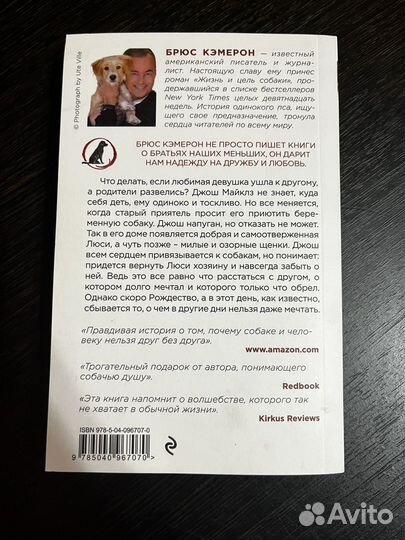 © Photograph by Ute Ville
БРЮС КЭМЕРОН — известный
американский писатель и журна-
лист. Настоящую славу ему принес
роман «Жизнь и цель собаки», про-
державшийся в списке бестселлеров
New York Times целых девятнадцать
недель. История одинокого пса, ищу-
щего свое предназначение, тронула
сердца читателей по всему миру.
БРЮС КЭМЕРОН НЕ ПРОСТО ПИШЕТ КНИГИ
О БРАТЬЯХ НАШИХ МЕНЬШИХ, ОН ДАРИТ
НАМ НАДЕЖДУ НА ДРУЖБУ И ЛЮБОВЬ.
Что делать, если любимая девушка ушла к другому,
а родители развелись? Джош Майклз не знает, куда
себя деть, ему одиноко и тоскливо. Но все меняется,
когда старый приятель просит его приютить бере-
менную собаку. Джош напуган, но отказать не может.
Так в его доме появляется добрая и самоотверженная
Люси, а чуть позже – милые и озорные щенки. Джош
всем сердцем привязывается к собакам, но понимает:
придется вернуть Люси хозяину и навсегда забыть о
ней. Ведь это все равно что расстаться с другом, о
котором долго мечтал и которого только что обрел.
Однако скоро Рождество, а в этот день, как известно,
сбывается то, о чем в другие дни нельзя даже мечтать.
«Правдивая история о том, почему собаке и чело-
веку нельзя друг без друга».
www.amazon.com
«Трогательный подарок от автора, понимающего
собачью душу».
Redbook
«Эта книга напомнит о волшебстве, которого так
не хватает в обычной жизни».
Kirkus Reviews
ISBN 978-5-04-096707-0
9 785040 967070 >
Avito